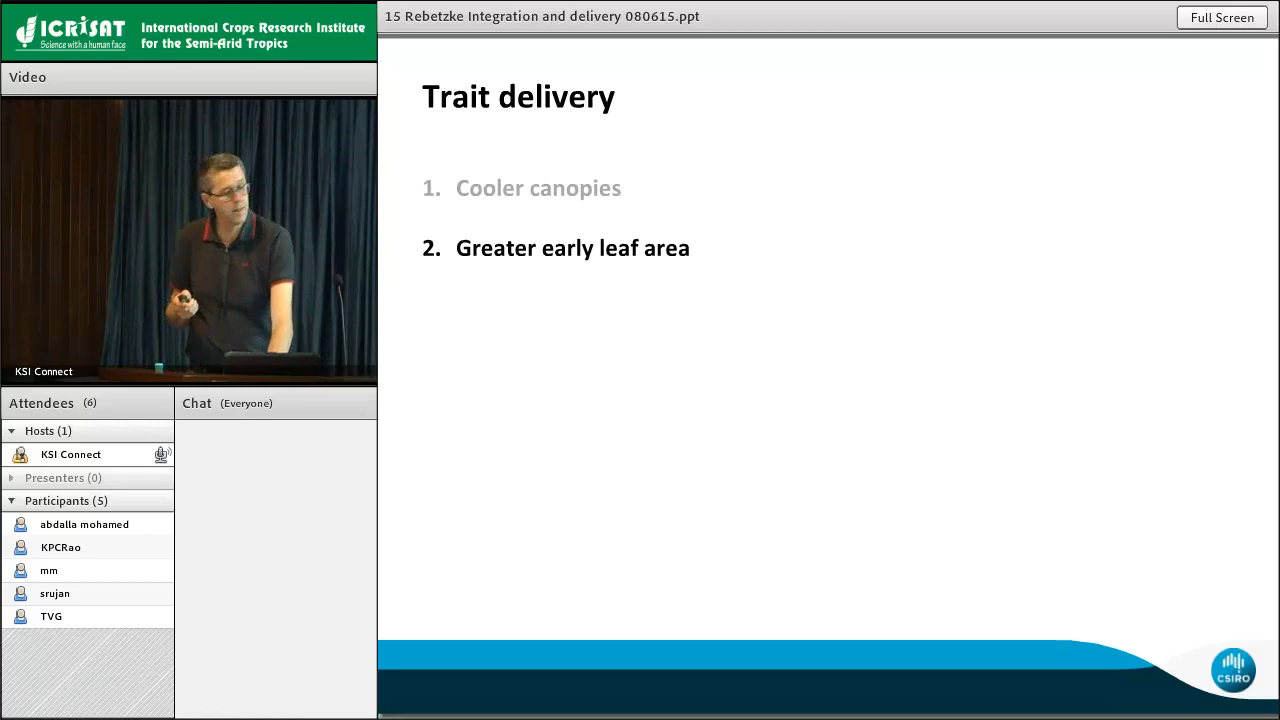 ICRISAT
Science with a human face
International Crops Research Institute
for the Semi-Arid Tropics
15 Rebetzke Integration and delivery 080615.ppt
Full Screen
Video
KSI Connect
Attendees (6)
Chat (Everyone)
Hosts (1)
KSI Connect
Presenters (0)
Participants (5)
abdalla mohamed
KPCRao
mm
srujan
TVG
Trait delivery
1. Cooler canopies
2. Greater early leaf area
CSIRO